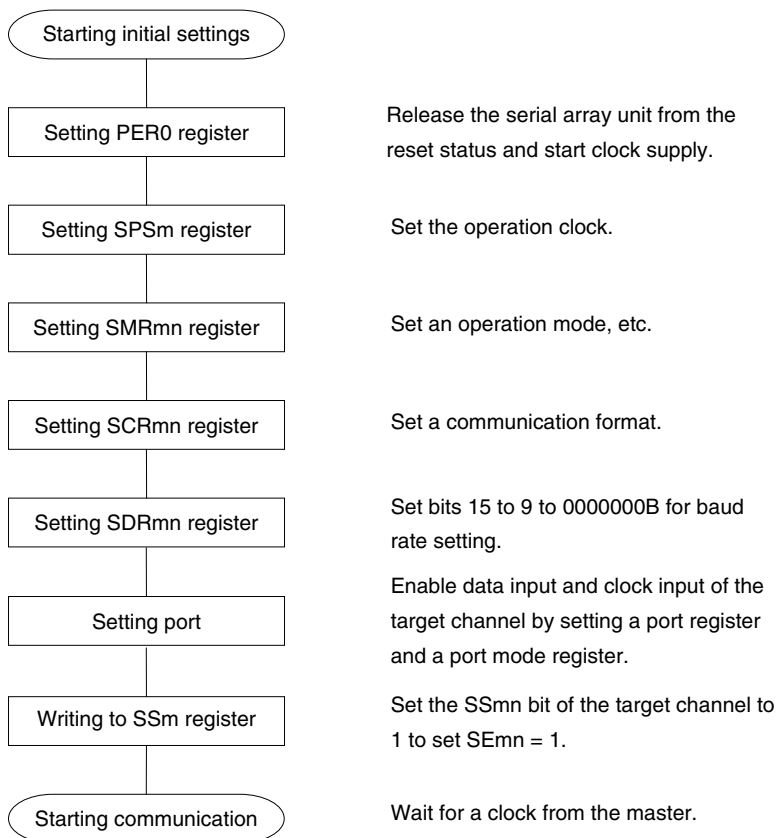 Starting initial settings
Setting PER0 register
Release the serial array unit from the
reset status and start clock supply.
Setting SPSm register
Set the operation clock.
Setting SMRmn register
Set an operation mode, etc.
Setting SCRmn register
Set a communication format.
Setting SDRmn register
Set bits 15 to 9 to 0000000B for baud
rate setting.
Setting port
Enable data input and clock input of the
target channel by setting a port register
and a port mode register.
Writing to SSm register
Set the SSmn bit of the target channel to
1 to set SEmn = 1.
Starting communication
Wait for a clock from the master.